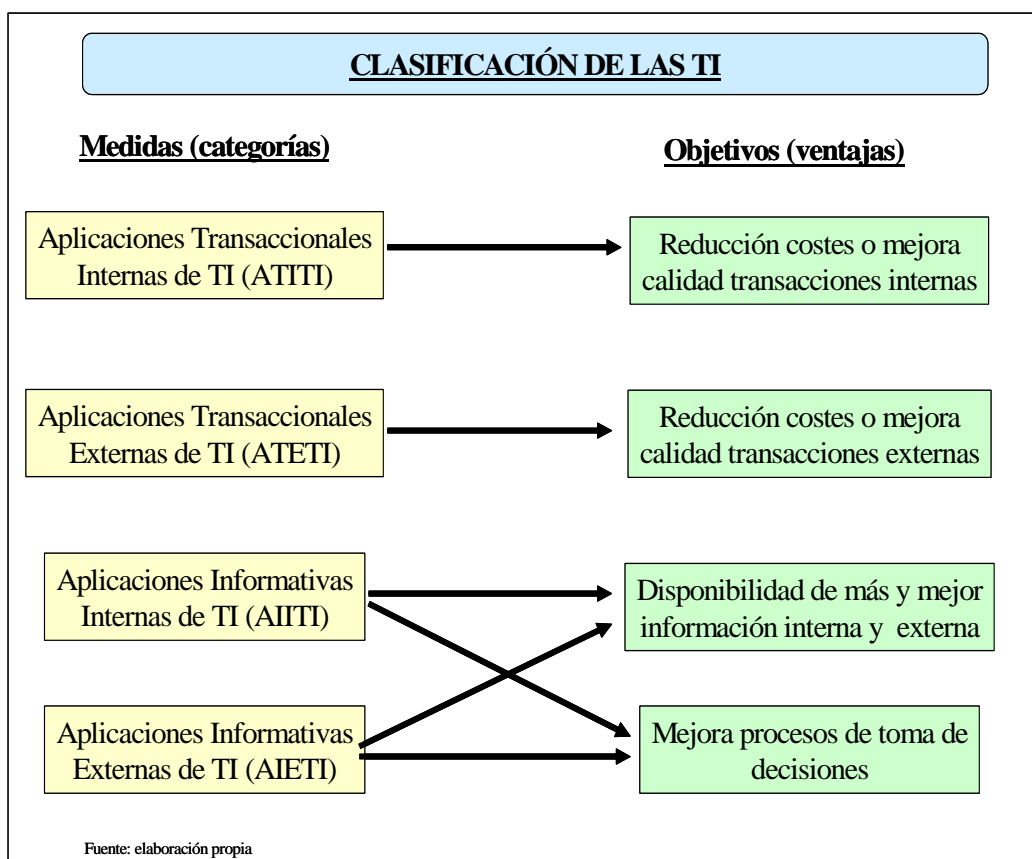 CLASIFICACIÓN DE LAS TI
Medidas (categorías)
Objetivos (ventajas)
Aplicaciones Transaccionales
Internas de TI (ATITI)
Reducción costes o mejora
calidad transacciones internas
Aplicaciones Transaccionales
Externas de TI (ATETI)
Reducción costes o mejora
calidad transacciones externas
Aplicaciones Informativas
Internas de TI (AIITI)
Disponibilidad de más y mejor
información interna y externa
Aplicaciones Informativas
Externas de TI (AIETI)
Mejora procesos de toma de
decisiones
Fuente: elaboración propia